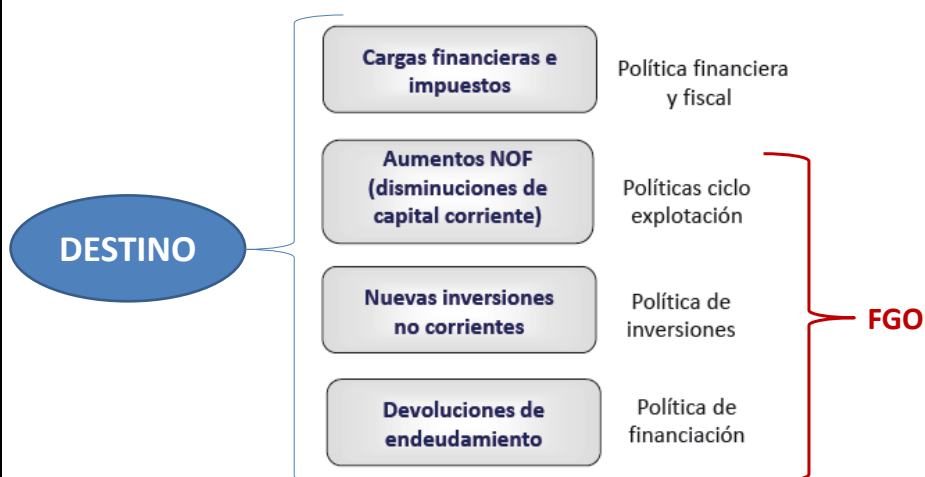 Cargas financieras e
impuestos
Política financiera
y fiscal
Aumentos NOF
(disminuciones de
capital corriente)
Políticas ciclo
explotación
DESTINO
Nuevas inversiones
no corrientes
Política de
inversiones
FGO
Devoluciones de
endeudamiento
Política de
financiación